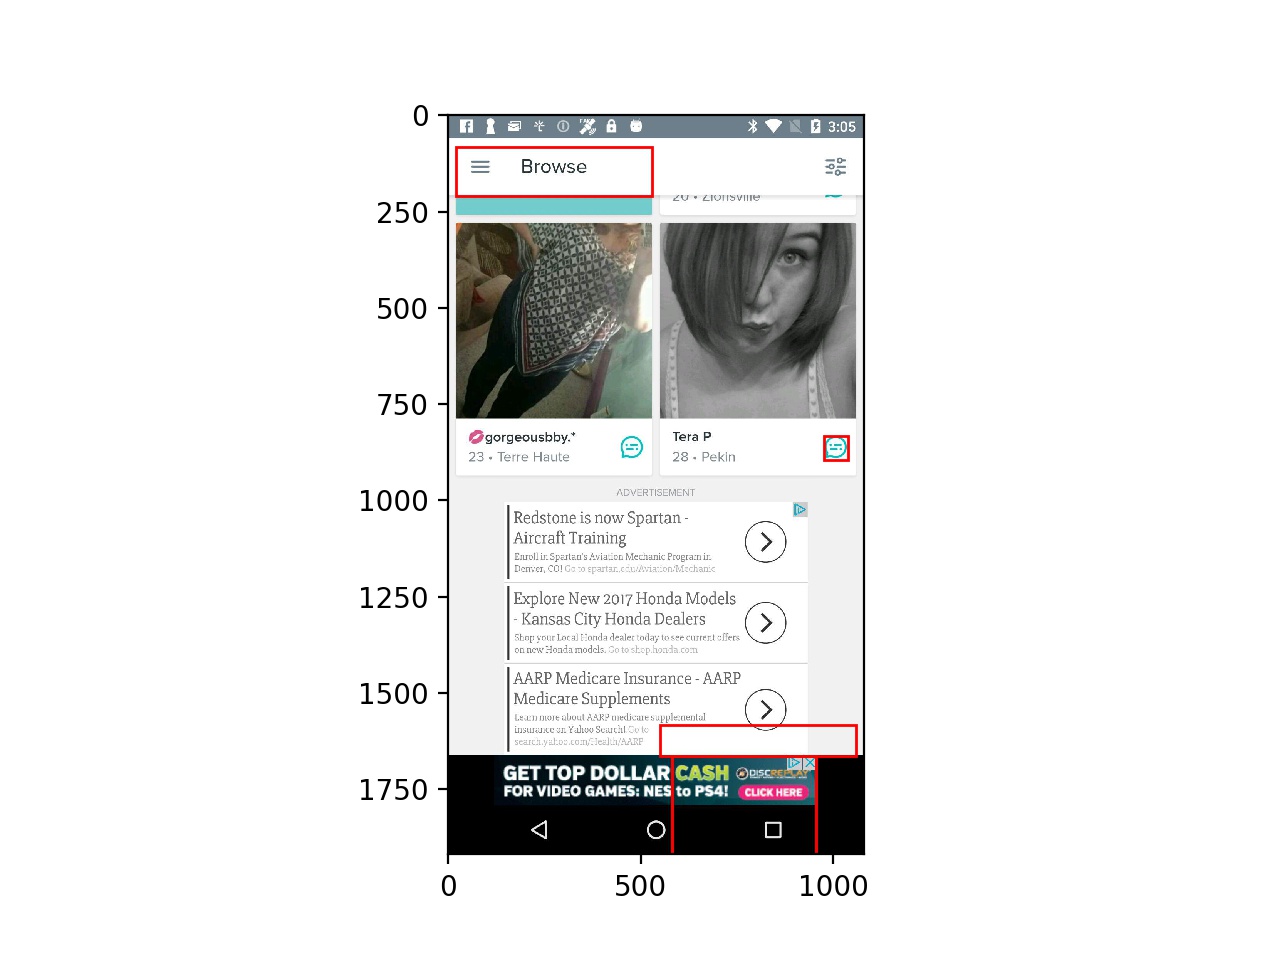 0
3:05
Browse
250
20 • Zionsville
500
750
💋gorgeousbby.*
Tera P
23 • Terre Haute
28 • Pekin
1000
ADVERTISEMENT
Redstone is now Spartan -
Aircraft Training
Enroll in Spartan's Aviation Mechanic Program in
Denver, CO! Go to spartan.edu/Aviation/Mechanic
1250
Explore New 2017 Honda Models
- Kansas City Honda Dealers
Shop your Local Honda dealer today to see current offers
on new Honda models. Go to shop.honda.com
1500
AARP Medicare Insurance - AARP
Medicare Supplements
Learn more about AARP medicare supplemental
insurance on Yahoo Search! Go to
search.yahoo.com/Health/AARP
1750
GET TOP DOLLAR CASH
FOR VIDEO GAMES: NES to PS4!
DISCREPLAY
CLICK HERE
0 500 1000